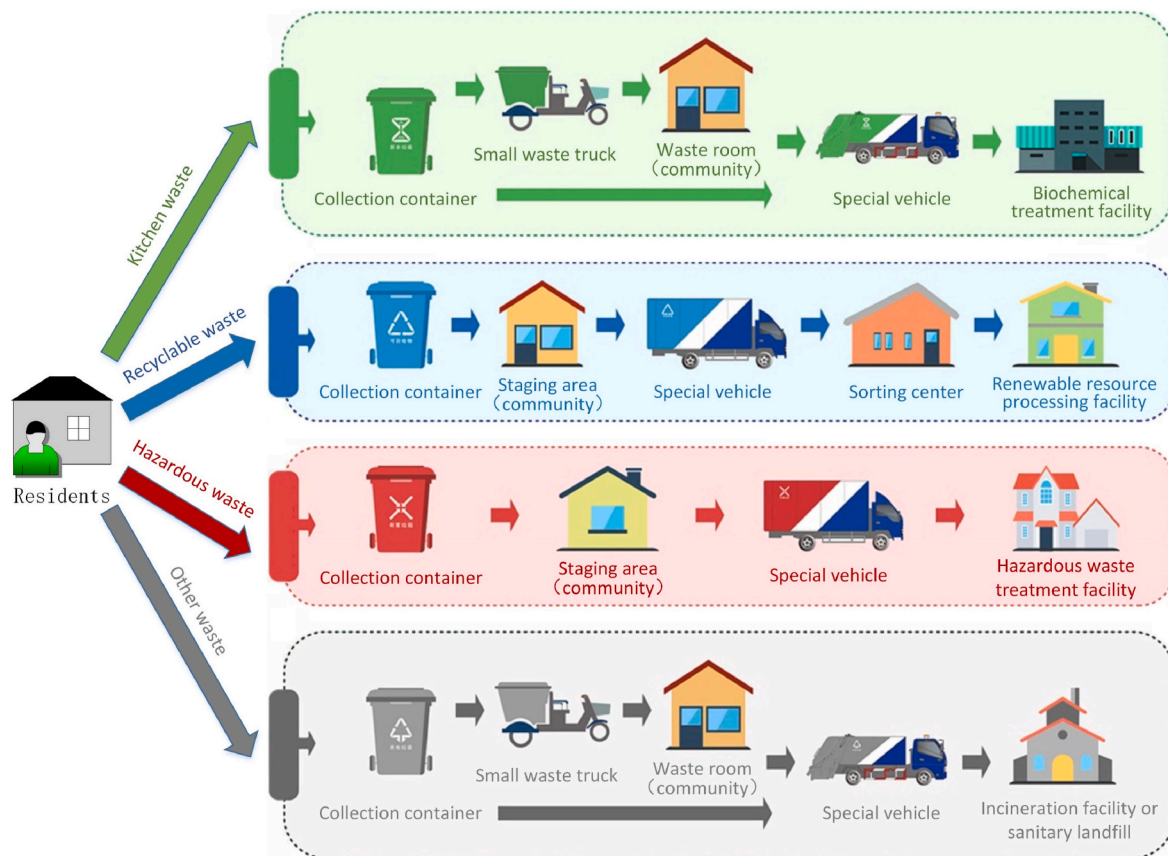 Kitchen waste
Collection container
Small waste truck
Waste room
（community）
Special vehicle
Biochemical
treatment facility
Recyclable waste
Collection container
Staging area
（community）
Special vehicle
Sorting center
Renewable resource
processing facility
Residents
Hazardous waste
Collection container
Staging area
（community）
Special vehicle
Hazardous waste
treatment facility
Other waste
Collection container
Small waste truck
Waste room
（community）
Special vehicle
Incineration facility or
sanitary landfill